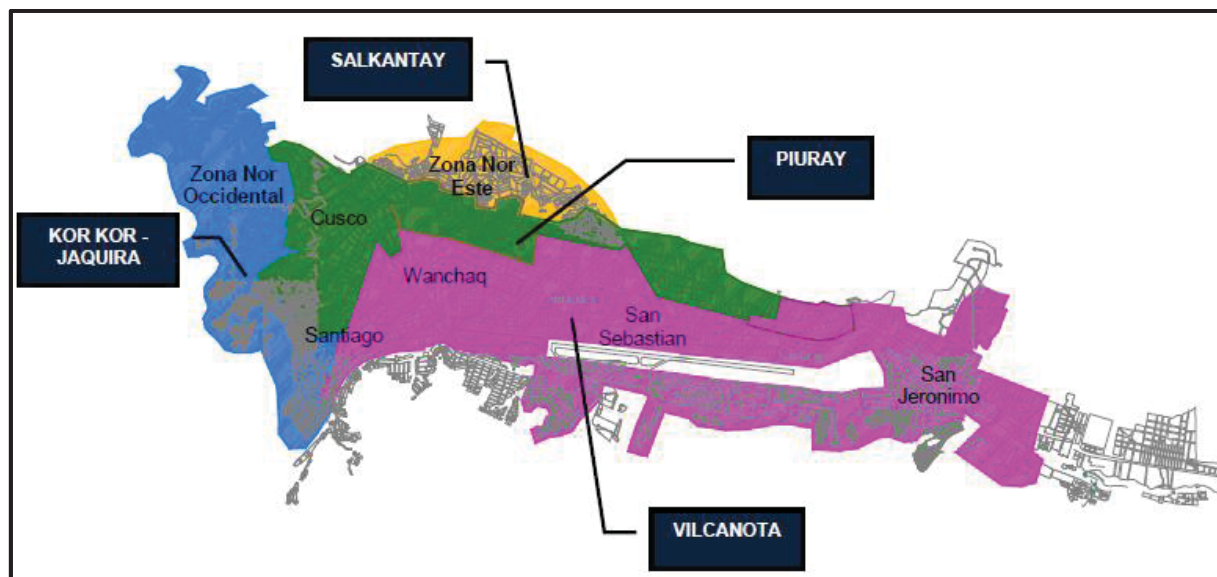 SALKANTAY
PIURAY
Zona Nor
Este
Zona Nor
Occidental
Cusco
KOR KOR -
JAQUIRA
Wanchaq
Santiago
San
Sebastian
San
Jeronimo
VILCANOTA